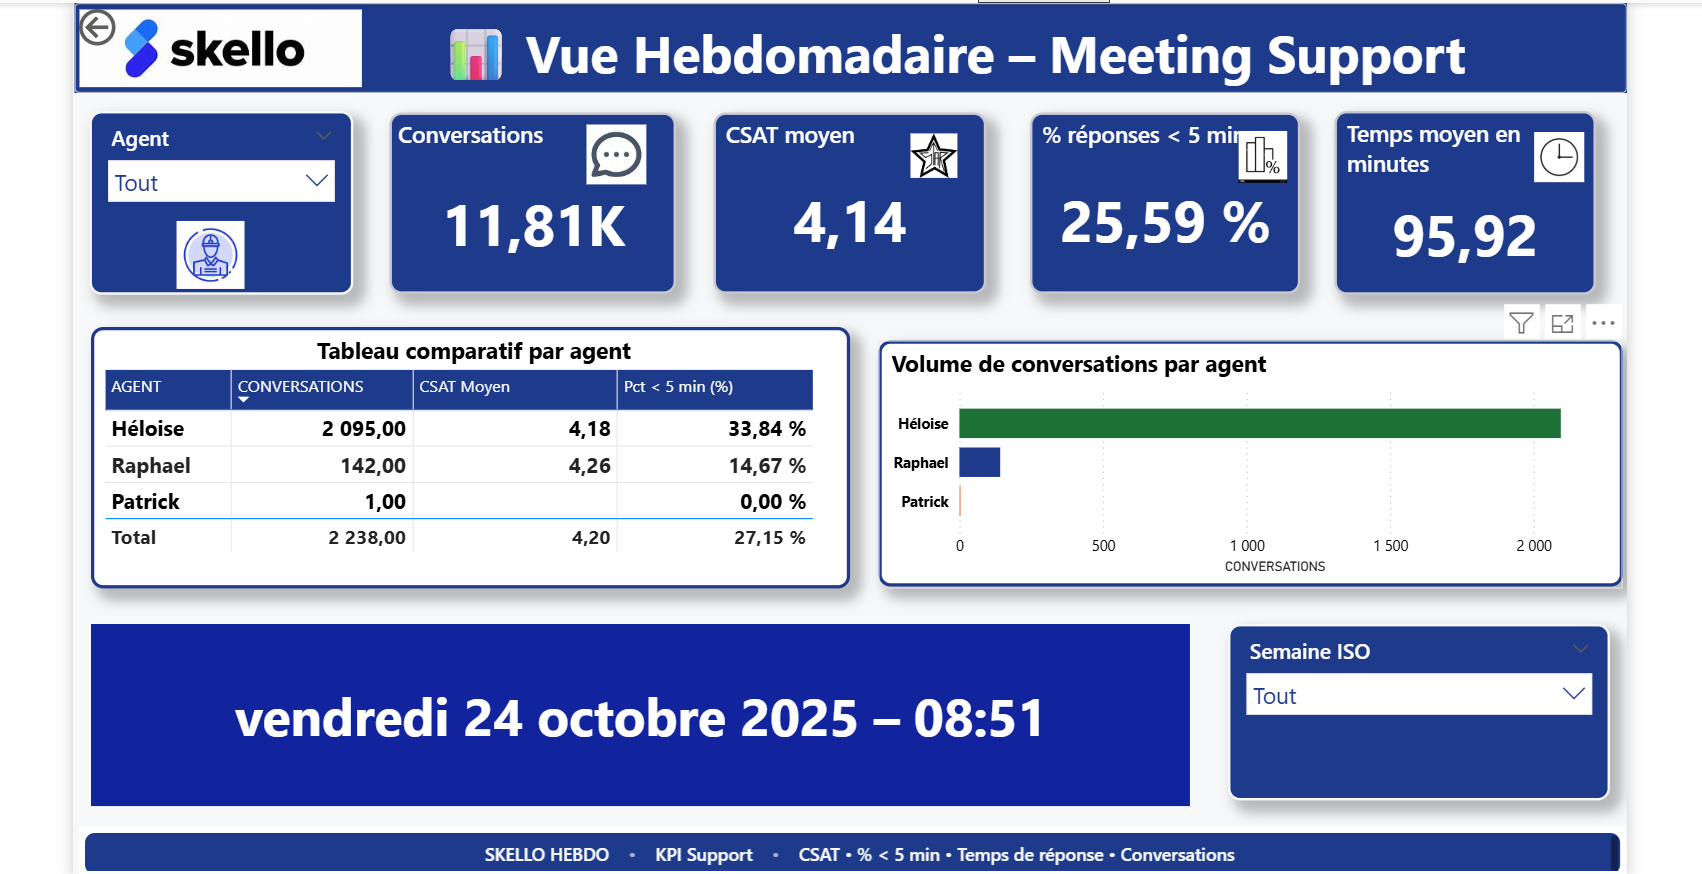 skello
Vue Hebdomadaire – Meeting Support
Agent
Tout
Conversations
11,81K
CSAT moyen
4,14
% réponses < 5 min
25,59 %
Temps moyen en
minutes
95,92
Tableau comparatif par agent
AGENT CONVERSATIONS CSAT Moyen Pct < 5 min (%)
Héloise 2 095,00 4,18 33,84 %
Raphael 142,00 4,26 14,67 %
Patrick 1,00 0,00 %
Total 2 238,00 4,20 27,15 %
Volume de conversations par agent
Héloise
Raphael
Patrick
0 500 1 000 1 500 2 000
CONVERSATIONS
vendredi 24 octobre 2025 – 08:51
Semaine ISO
Tout
SKELLO HEBDO • KPI Support • CSAT • % < 5 min • Temps de réponse • Conversations